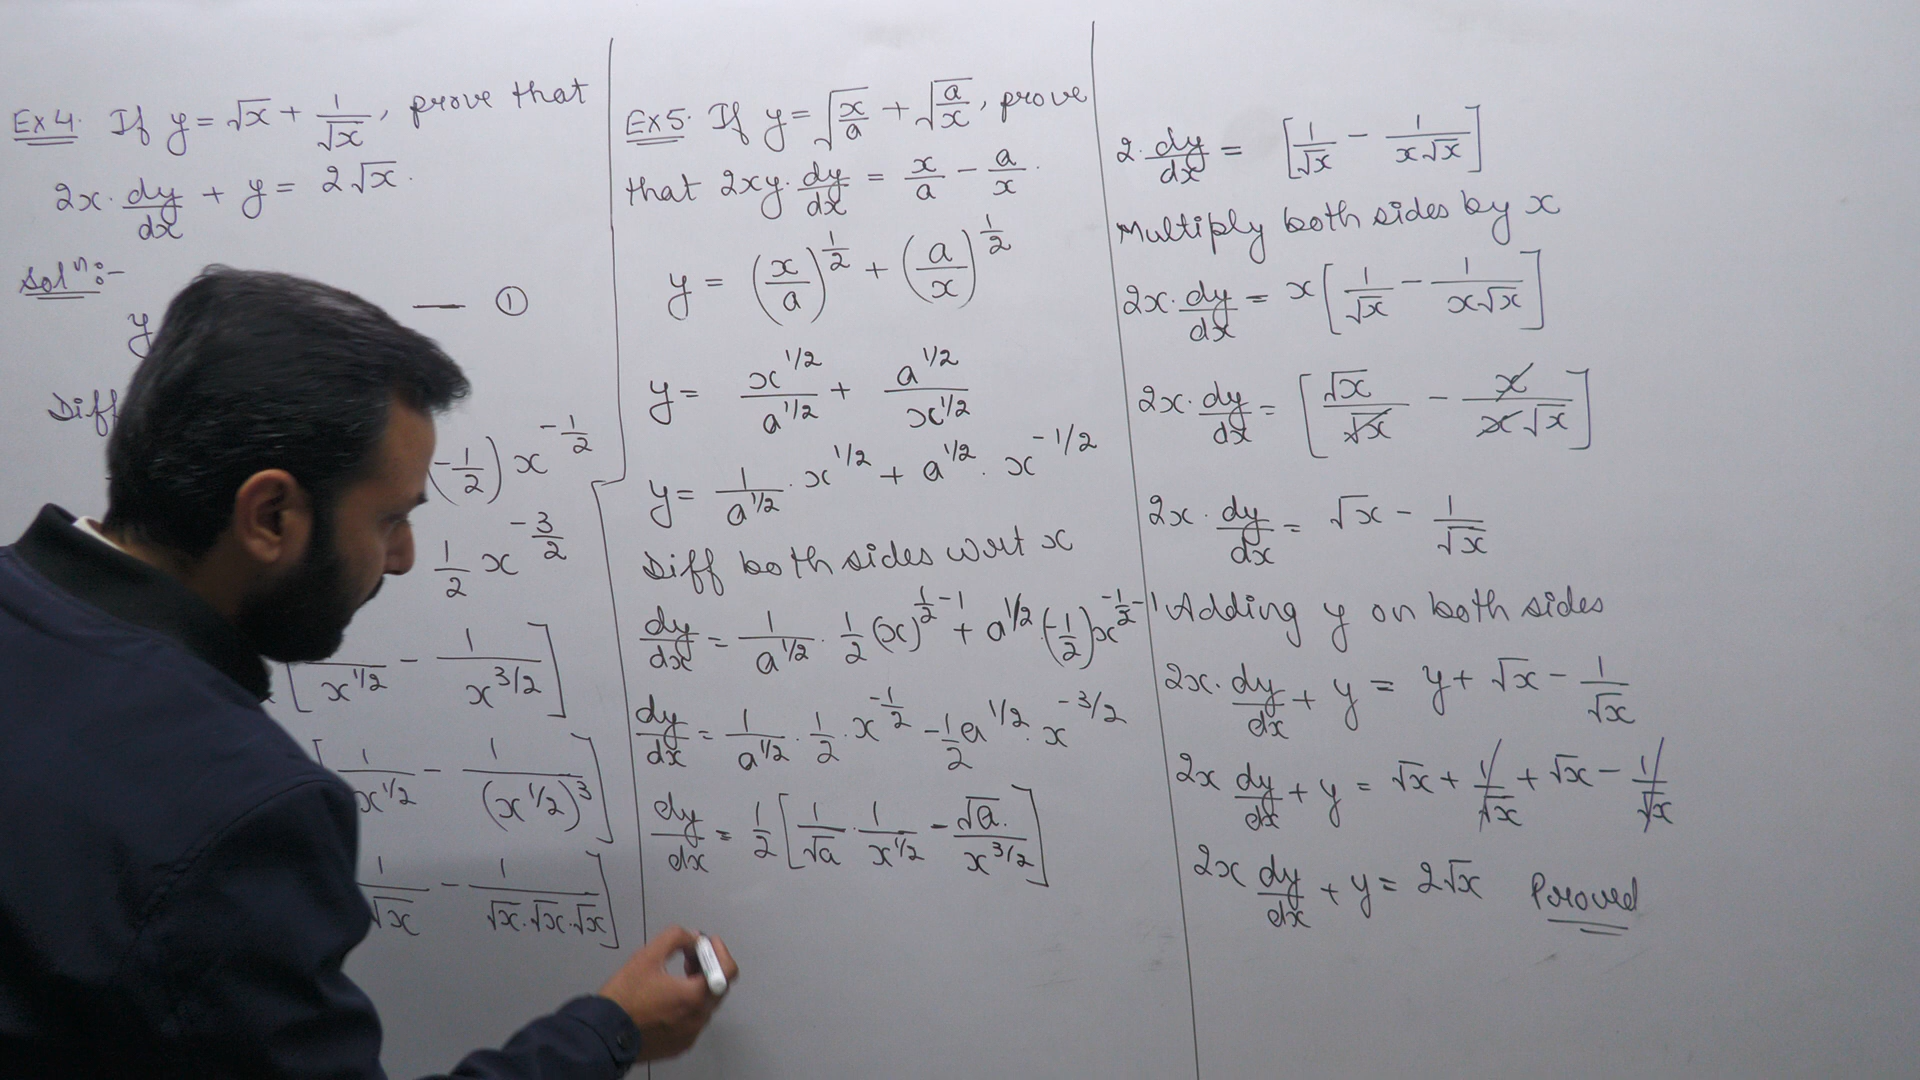 Ex 4. If y = √x + 1/√x, prove that
2x · dy/dx + y = 2√x.
Solⁿ:-
y — ①
Diff
(-1/2) x^(-1/2)
1/2 x^(-3/2)
[1/x^(1/2) - 1/x^(3/2)]
[1/x^(1/2) - 1/(x^(1/2))^3]
1/√x - 1/(√x · √x · √x)]
Ex 5. If y = √(x/a) + √(a/x), prove
that 2xy · dy/dx = x/a - a/x.
y = (x/a)^(1/2) + (a/x)^(1/2)
y = x^(1/2)/a^(1/2) + a^(1/2)/x^(1/2)
y = 1/a^(1/2) · x^(1/2) + a^(1/2) · x^(-1/2)
Diff both sides wrt x
dy/dx = 1/a^(1/2) · 1/2 (x)^(1/2-1) + a^(1/2) · (-1/2) x^(-1/2-1)
dy/dx = 1/a^(1/2) · 1/2 · x^(-1/2) - 1/2 a^(1/2) · x^(-3/2)
dy/dx = 1/2 [1/√a · 1/x^(1/2) - √a/x^(3/2)]
2 · dy/dx = [1/√x - 1/(x√x)]
Multiply both sides by x
2x · dy/dx = x [1/√x - 1/(x√x)]
2x · dy/dx = [√x/√x - x/(x√x)]
2x · dy/dx = √x - 1/√x
Adding y on both sides
2x · dy/dx + y = y + √x - 1/√x
2x dy/dx + y = √x + 1/√x + √x - 1/√x
2x dy/dx + y = 2√x Proved